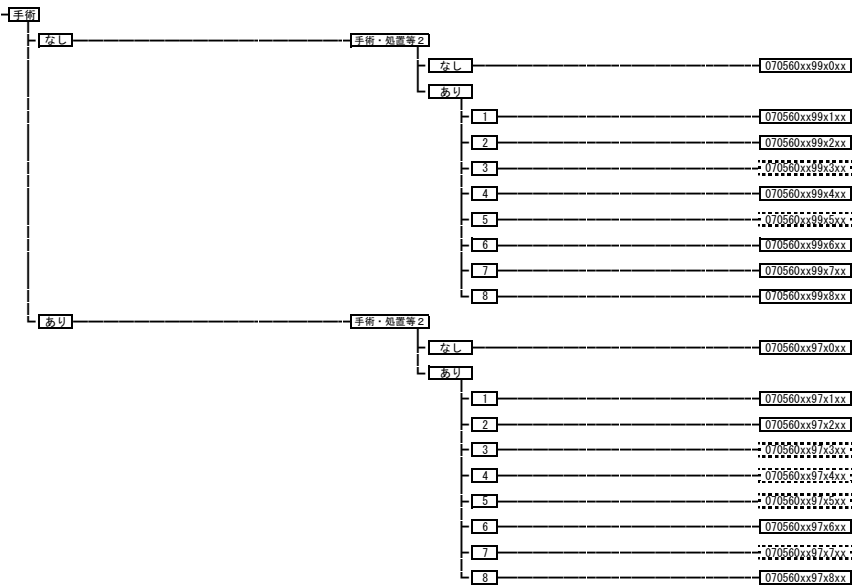 手術
なし 手術・処置等2
なし 070560xx99x0xx
あり
1 070560xx99x1xx
2 070560xx99x2xx
3 070560xx99x3xx
4 070560xx99x4xx
5 070560xx99x5xx
6 070560xx99x6xx
7 070560xx99x7xx
8 070560xx99x8xx
あり 手術・処置等2
なし 070560xx97x0xx
あり
1 070560xx97x1xx
2 070560xx97x2xx
3 070560xx97x3xx
4 070560xx97x4xx
5 070560xx97x5xx
6 070560xx97x6xx
7 070560xx97x7xx
8 070560xx97x8xx